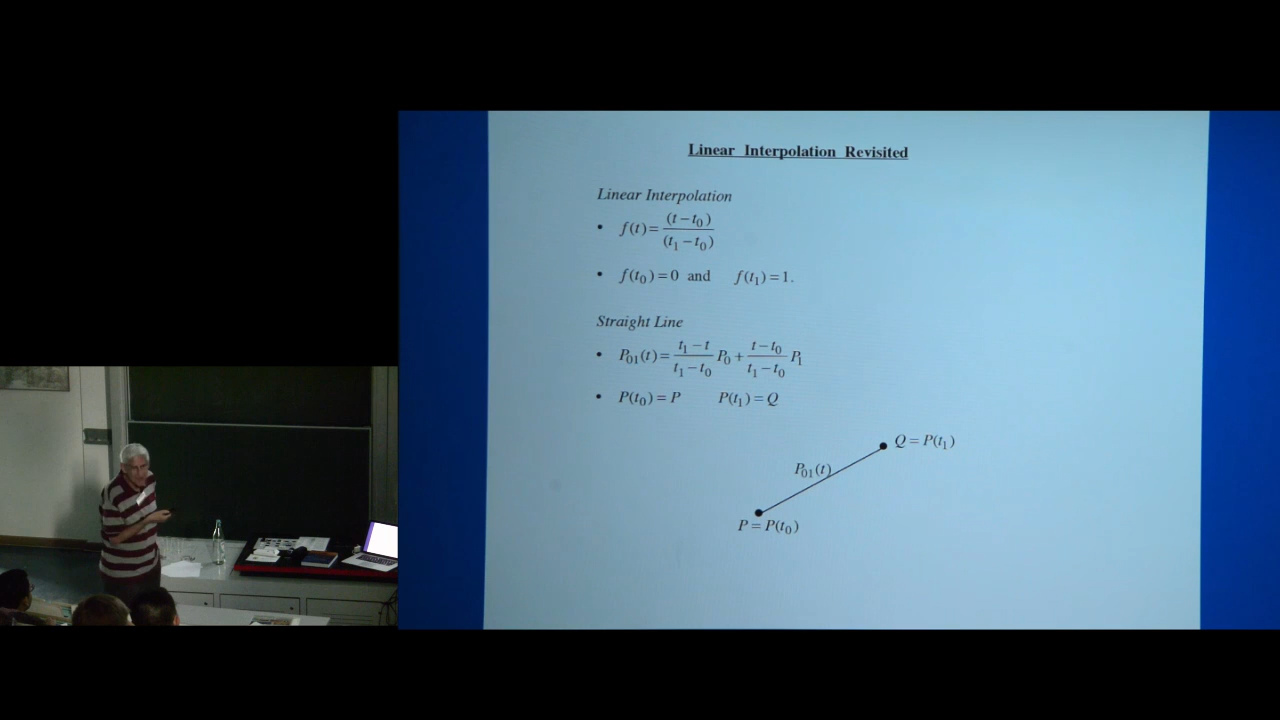 Linear Interpolation Revisited
Linear Interpolation
• f(t) = (t − t₀) / (t₁ − t₀)
• f(t₀) = 0 and f(t₁) = 1.
Straight Line
• P₀₁(t) = (t₁ − t)/(t₁ − t₀) P₀ + (t − t₀)/(t₁ − t₀) P₁
• P(t₀) = P P(t₁) = Q
Q = P(t₁)
P₀₁(t)
P = P(t₀)